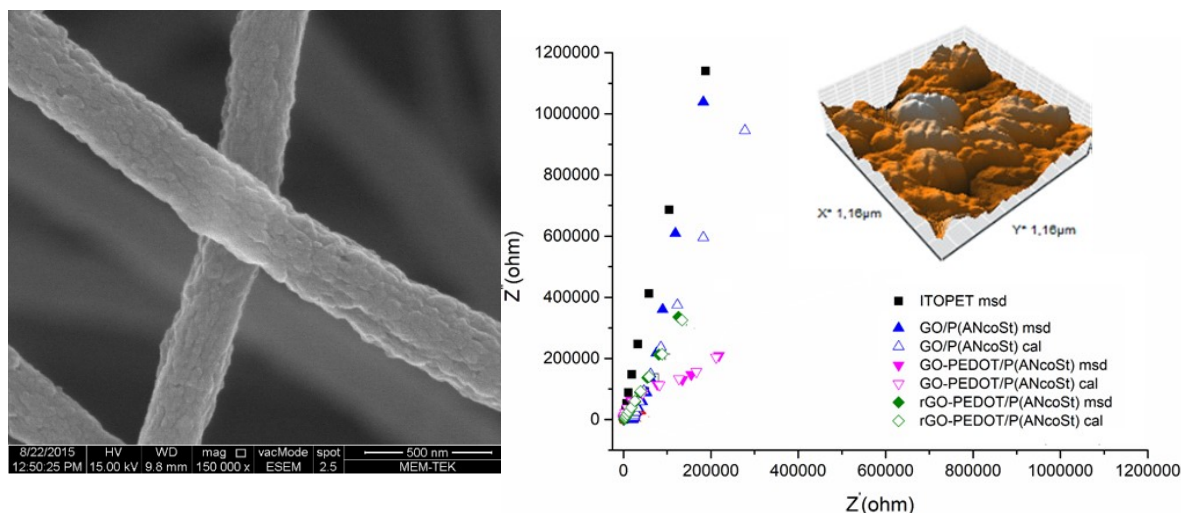 8/22/2015 HV WD mag □ vacMode spot 500 nm
12:50:25 PM 15.00 kV 9.8 mm 150 000 x ESEM 2.5 MEM-TEK
Z"(ohm)
1200000
1000000
800000
600000
400000
200000
0
0 200000 400000 600000 800000 1000000 1200000
Z'(ohm)
X* 1,16µm
Y* 1,16µm
ITOPET msd
GO/P(ANcoSt) msd
GO/P(ANcoSt) cal
GO-PEDOT/P(ANcoSt) msd
GO-PEDOT/P(ANcoSt) cal
rGO-PEDOT/P(ANcoSt) msd
rGO-PEDOT/P(ANcoSt) cal